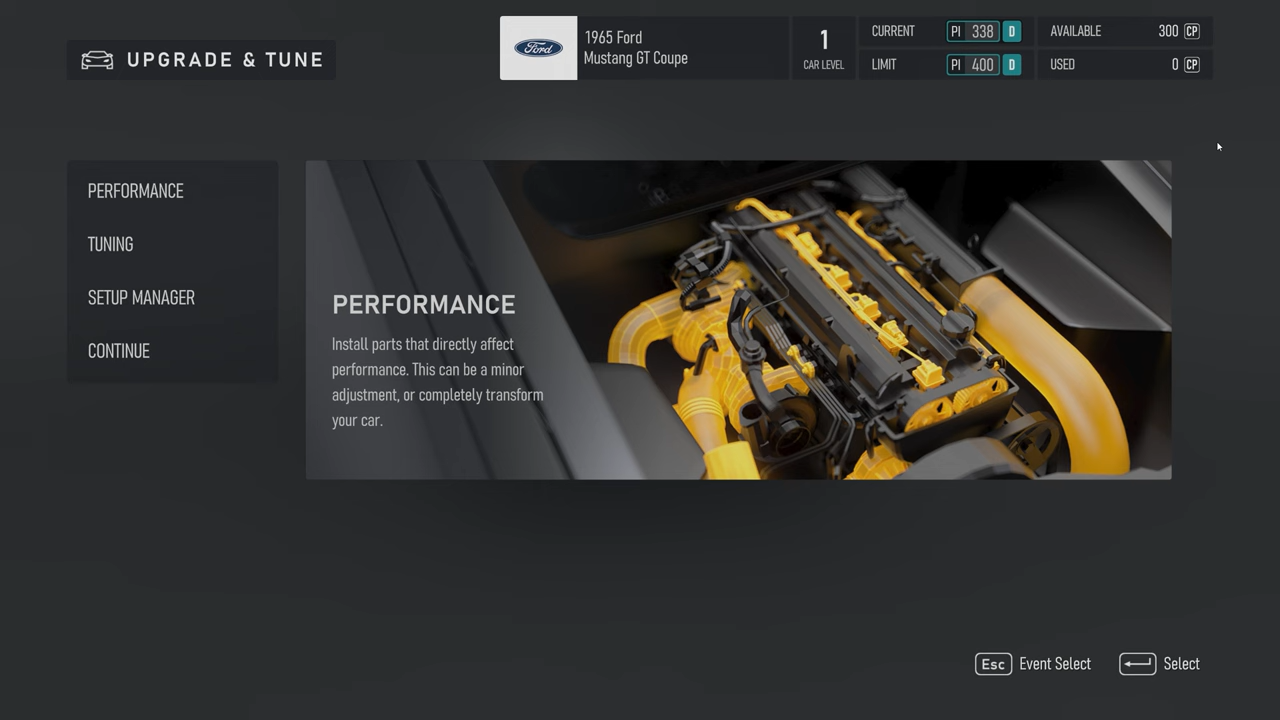 UPGRADE & TUNE
Ford
1965 Ford
Mustang GT Coupe
1
CAR LEVEL
CURRENT PI 338 D
LIMIT PI 400 D
AVAILABLE 300 CP
USED 0 CP
PERFORMANCE
TUNING
SETUP MANAGER
CONTINUE
PERFORMANCE
Install parts that directly affect
performance. This can be a minor
adjustment, or completely transform
your car.
Esc Event Select
Select